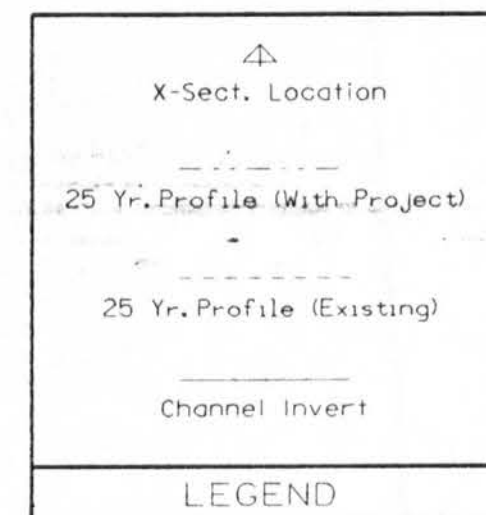 X-Sect. Location
25 Yr. Profile (With Project)
25 Yr. Profile (Existing)
Channel Invert
LEGEND